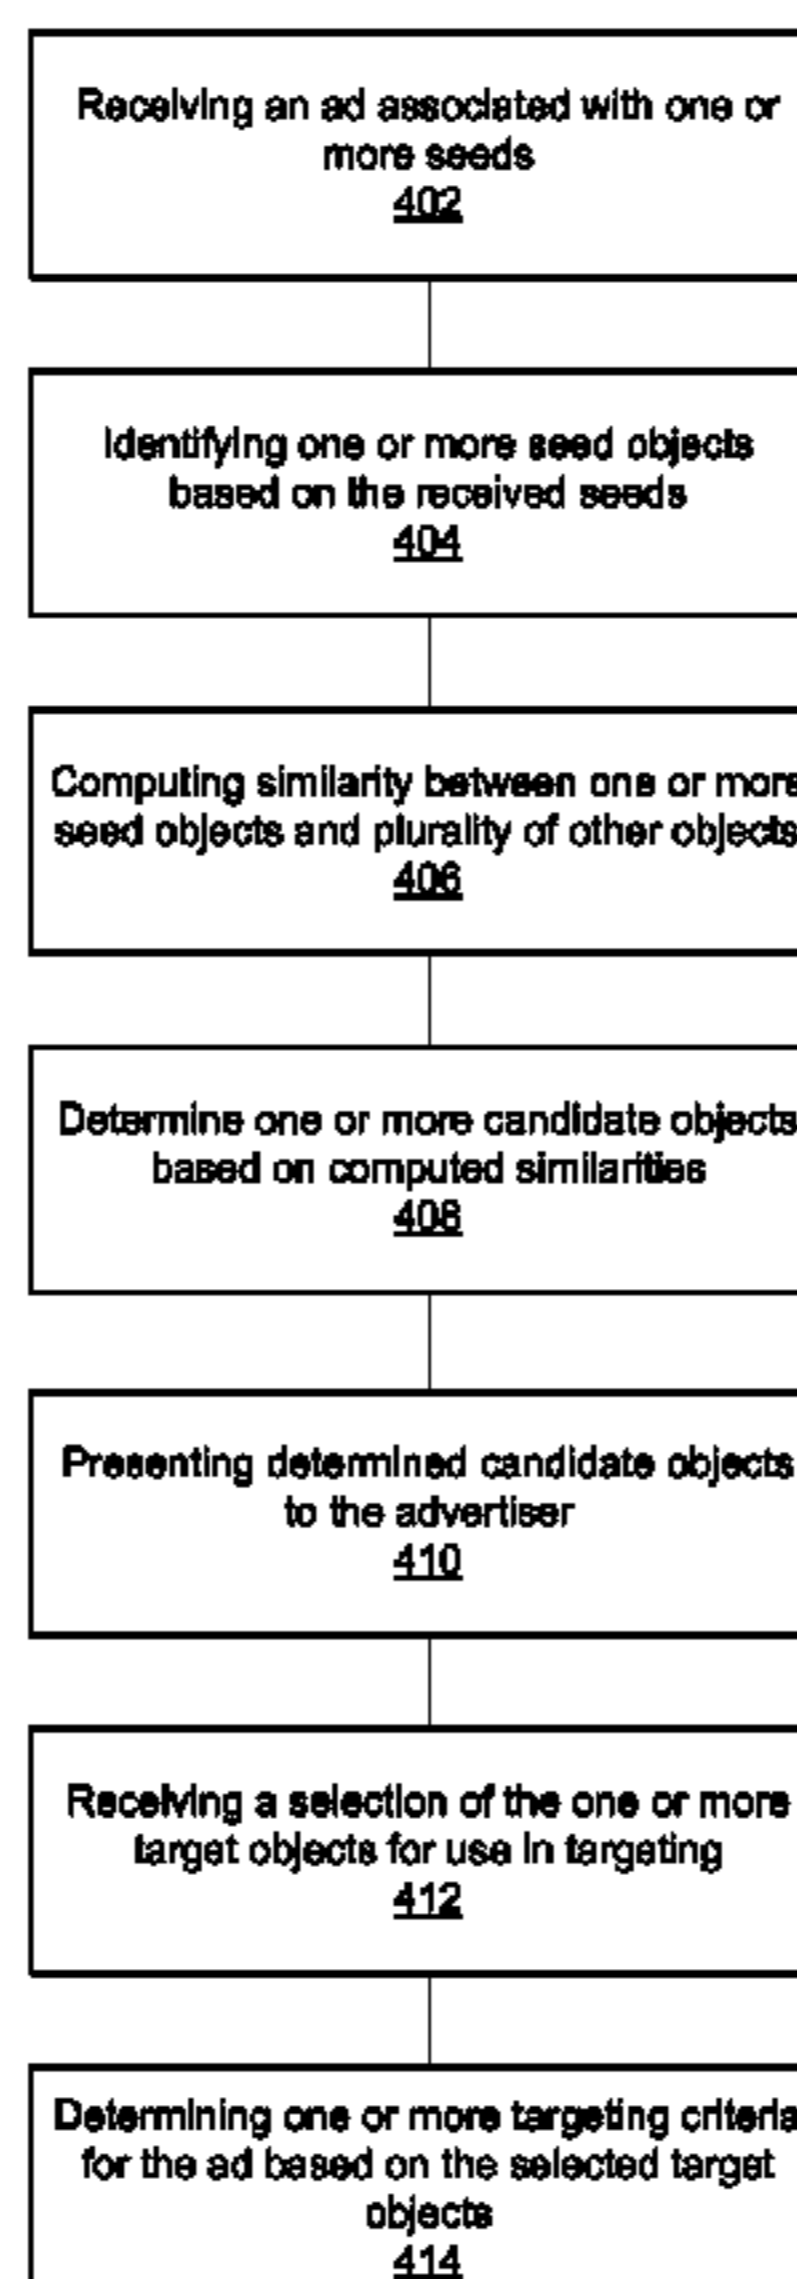 Receiving an ad associated with one or
more seeds
402
Identifying one or more seed objects
based on the received seeds
404
Computing similarity between one or more
seed objects and plurality of other objects
406
Determine one or more candidate objects
based on computed similarities
408
Presenting determined candidate objects
to the advertiser
410
Receiving a selection of the one or more
target objects for use in targeting
412
Determining one or more targeting criteria
for the ad based on the selected target
objects
414